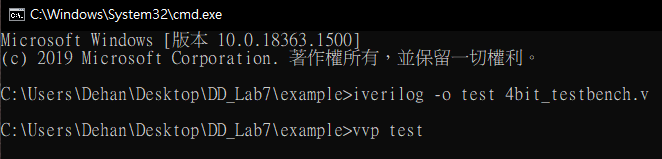 C:\Windows\System32\cmd.exe
Microsoft Windows [版本 10.0.18363.1500]
(c) 2019 Microsoft Corporation. 著作權所有，並保留一切權利。
C:\Users\Dehan\Desktop\DD_Lab7\example>iverilog -o test 4bit_testbench.v
C:\Users\Dehan\Desktop\DD_Lab7\example>vvp test